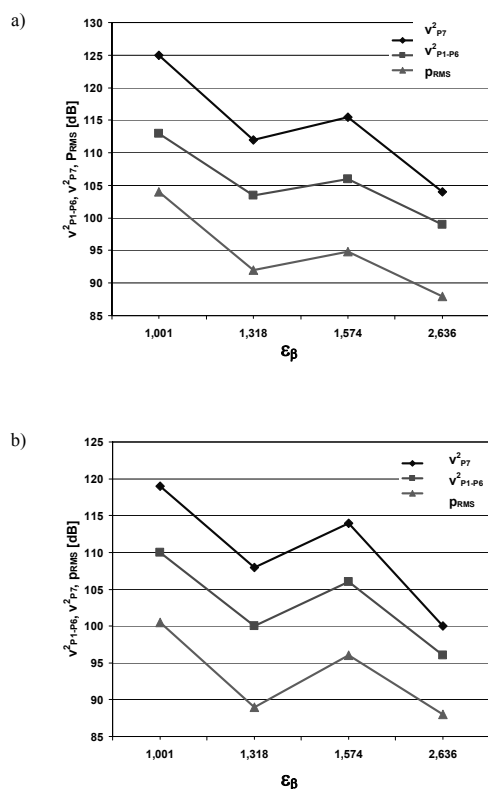 a)
v²P7
v²P1-P6
pRMS
v²P1-P6, v²P7, PRMS [dB]
130
125
120
115
110
105
100
95
90
85
1,001
1,318
1,574
2,636
εβ
b)
v²P7
v²P1-P6
pRMS
v²P1-P6, v²P7, pRMS [dB]
125
120
115
110
105
100
95
90
85
1,001
1,318
1,574
2,636
εβ